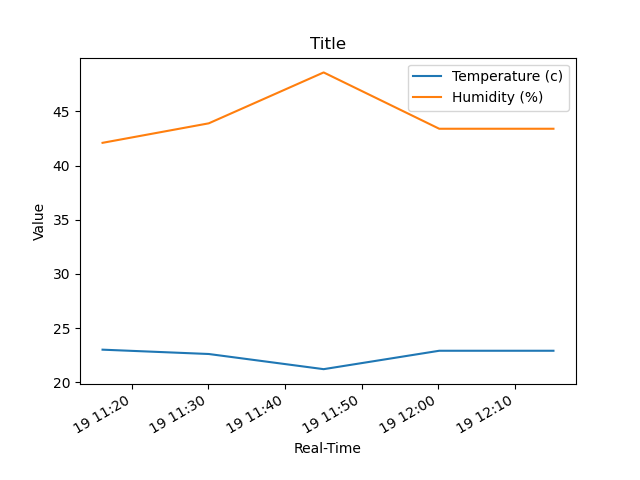 Title
Temperature (c)
Humidity (%)
45
40
35
30
25
20
Value
19 11:20
19 11:30
19 11:40
19 11:50
19 12:00
19 12:10
Real-Time